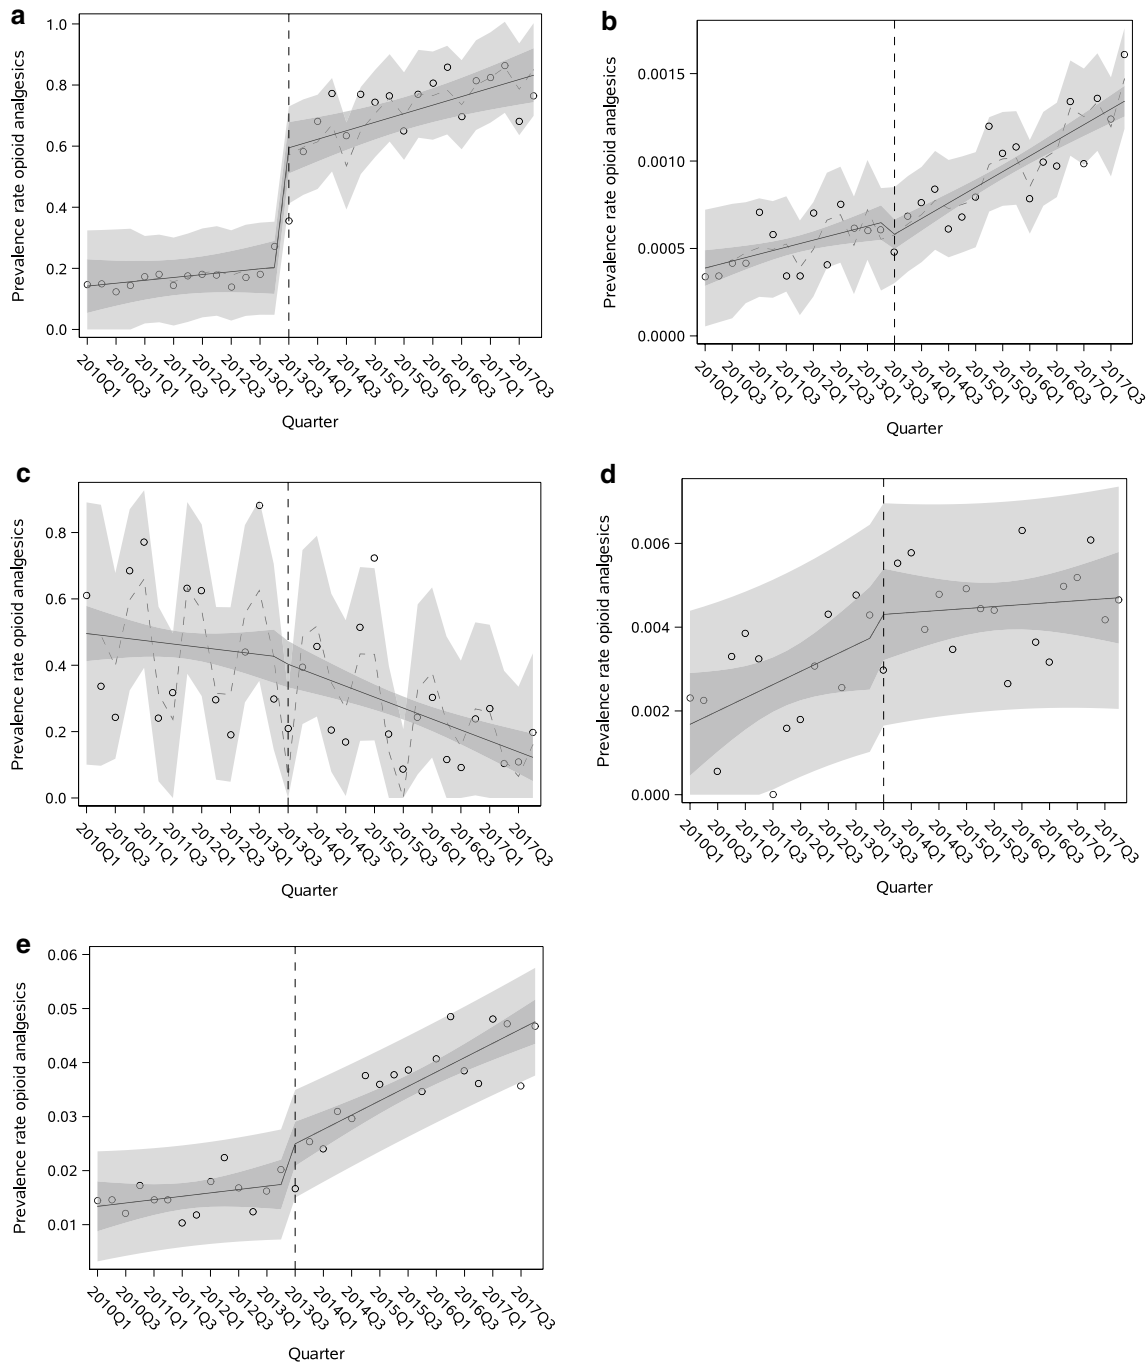 a
Prevalence rate opioid analgesics
1.0
0.8
0.6
0.4
0.2
0.0
2010Q1
2010Q3
2011Q1
2011Q3
2012Q1
2012Q3
2013Q1
2013Q3
2014Q1
2014Q3
2015Q1
2015Q3
2016Q1
2016Q3
2017Q1
2017Q3
Quarter
b
Prevalence rate opioid analgesics
0.0015
0.0010
0.0005
0.0000
2010Q1
2010Q3
2011Q1
2011Q3
2012Q1
2012Q3
2013Q1
2013Q3
2014Q1
2014Q3
2015Q1
2015Q3
2016Q1
2016Q3
2017Q1
2017Q3
Quarter
c
Prevalence rate opioid analgesics
0.8
0.6
0.4
0.2
0.0
2010Q1
2010Q3
2011Q1
2011Q3
2012Q1
2012Q3
2013Q1
2013Q3
2014Q1
2014Q3
2015Q1
2015Q3
2016Q1
2016Q3
2017Q1
2017Q3
Quarter
d
Prevalence rate opioid analgesics
0.006
0.004
0.002
0.000
2010Q1
2010Q3
2011Q1
2011Q3
2012Q1
2012Q3
2013Q1
2013Q3
2014Q1
2014Q3
2015Q1
2015Q3
2016Q1
2016Q3
2017Q1
2017Q3
Quarter
e
Prevalence rate opioid analgesics
0.06
0.05
0.04
0.03
0.02
0.01
2010Q1
2010Q3
2011Q1
2011Q3
2012Q1
2012Q3
2013Q1
2013Q3
2014Q1
2014Q3
2015Q1
2015Q3
2016Q1
2016Q3
2017Q1
2017Q3
Quarter